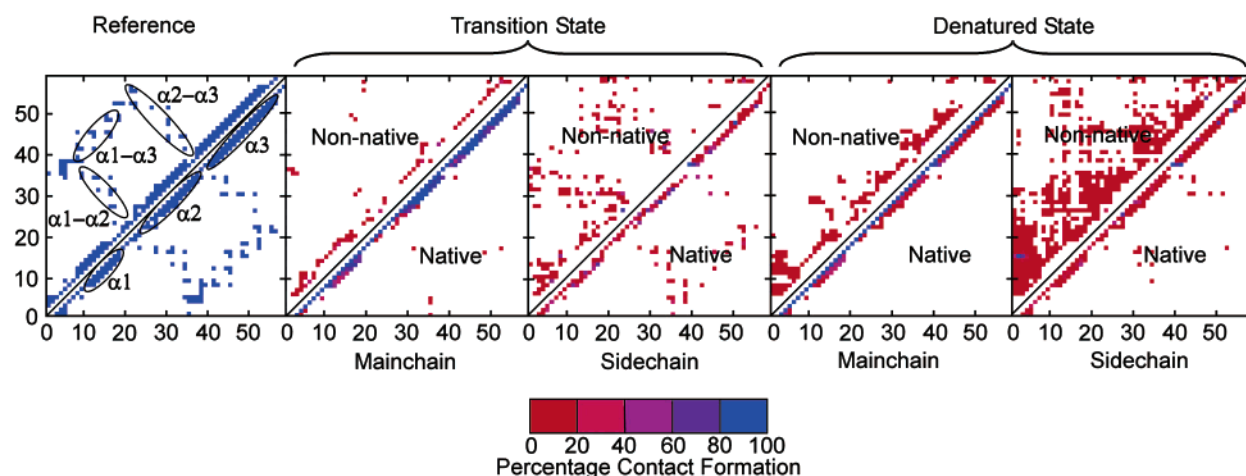 Reference
Transition State
Denatured State
50
40
30
20
10
0
α2–α3
α1–α3
α3
α1–α2
α2
α1
Non-native
Native
Non-native
Native
Non-native
Native
Non-native
Native
0 10 20 30 40 50
0 10 20 30 40 50
0 10 20 30 40 50
0 10 20 30 40 50
0 10 20 30 40 50
Mainchain
Sidechain
Mainchain
Sidechain
0 20 40 60 80 100
Percentage Contact Formation